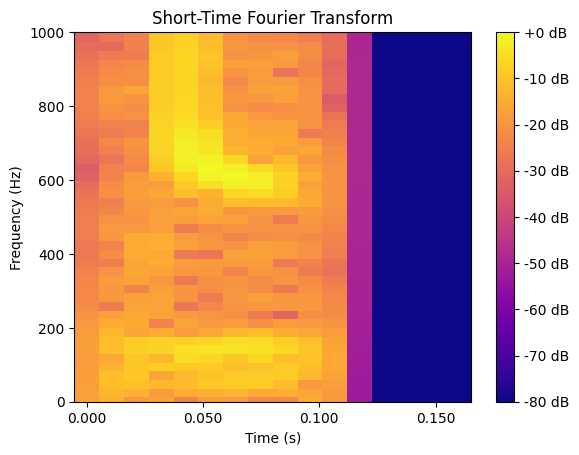 Short-Time Fourier Transform
Frequency (Hz)
1000
800
600
400
200
0
0.000
0.050
0.100
0.150
Time (s)
+0 dB
-10 dB
-20 dB
-30 dB
-40 dB
-50 dB
-60 dB
-70 dB
-80 dB